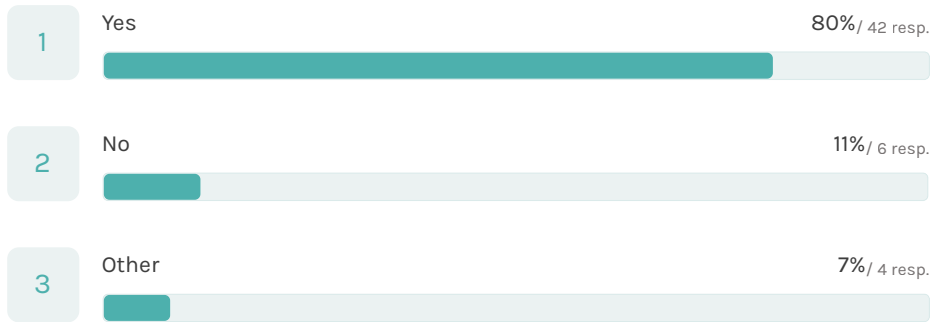 1 Yes 80%/ 42 resp.
2 No 11%/ 6 resp.
3 Other 7%/ 4 resp.